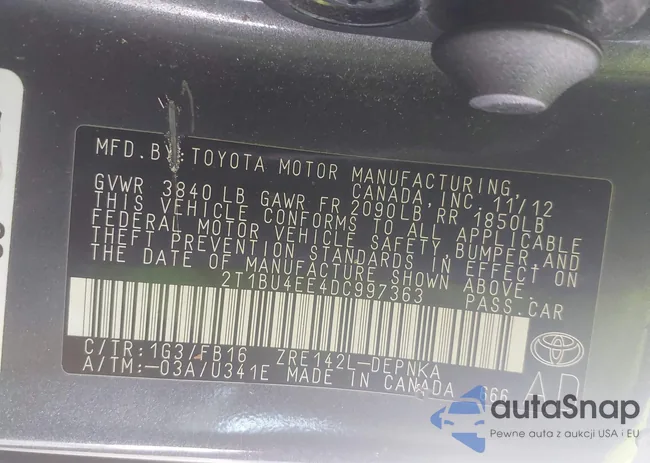 MFD.BY:TOYOTA MOTOR MANUFACTURING,
CANADA, INC. 11/12
GVWR 3840 LB GAWR FR 2090LB RR 1850LB
THIS VEHICLE CONFORMS TO ALL APPLICABLE
FEDERAL MOTOR VEHICLE SAFETY,BUMPER,AND
THEFT PREVENTION STANDARDS IN EFFECT ON
THE DATE OF MANUFACTURE SHOWN ABOVE.
2T1BU4EE4DC997363 PASS.CAR
C/TR:1G3/FB16 ZRE142L-DEPNKA
A/TM:-03A/U341E MADE IN CANADA 666
autaSnap
Pewne auta z aukcji USA i EU